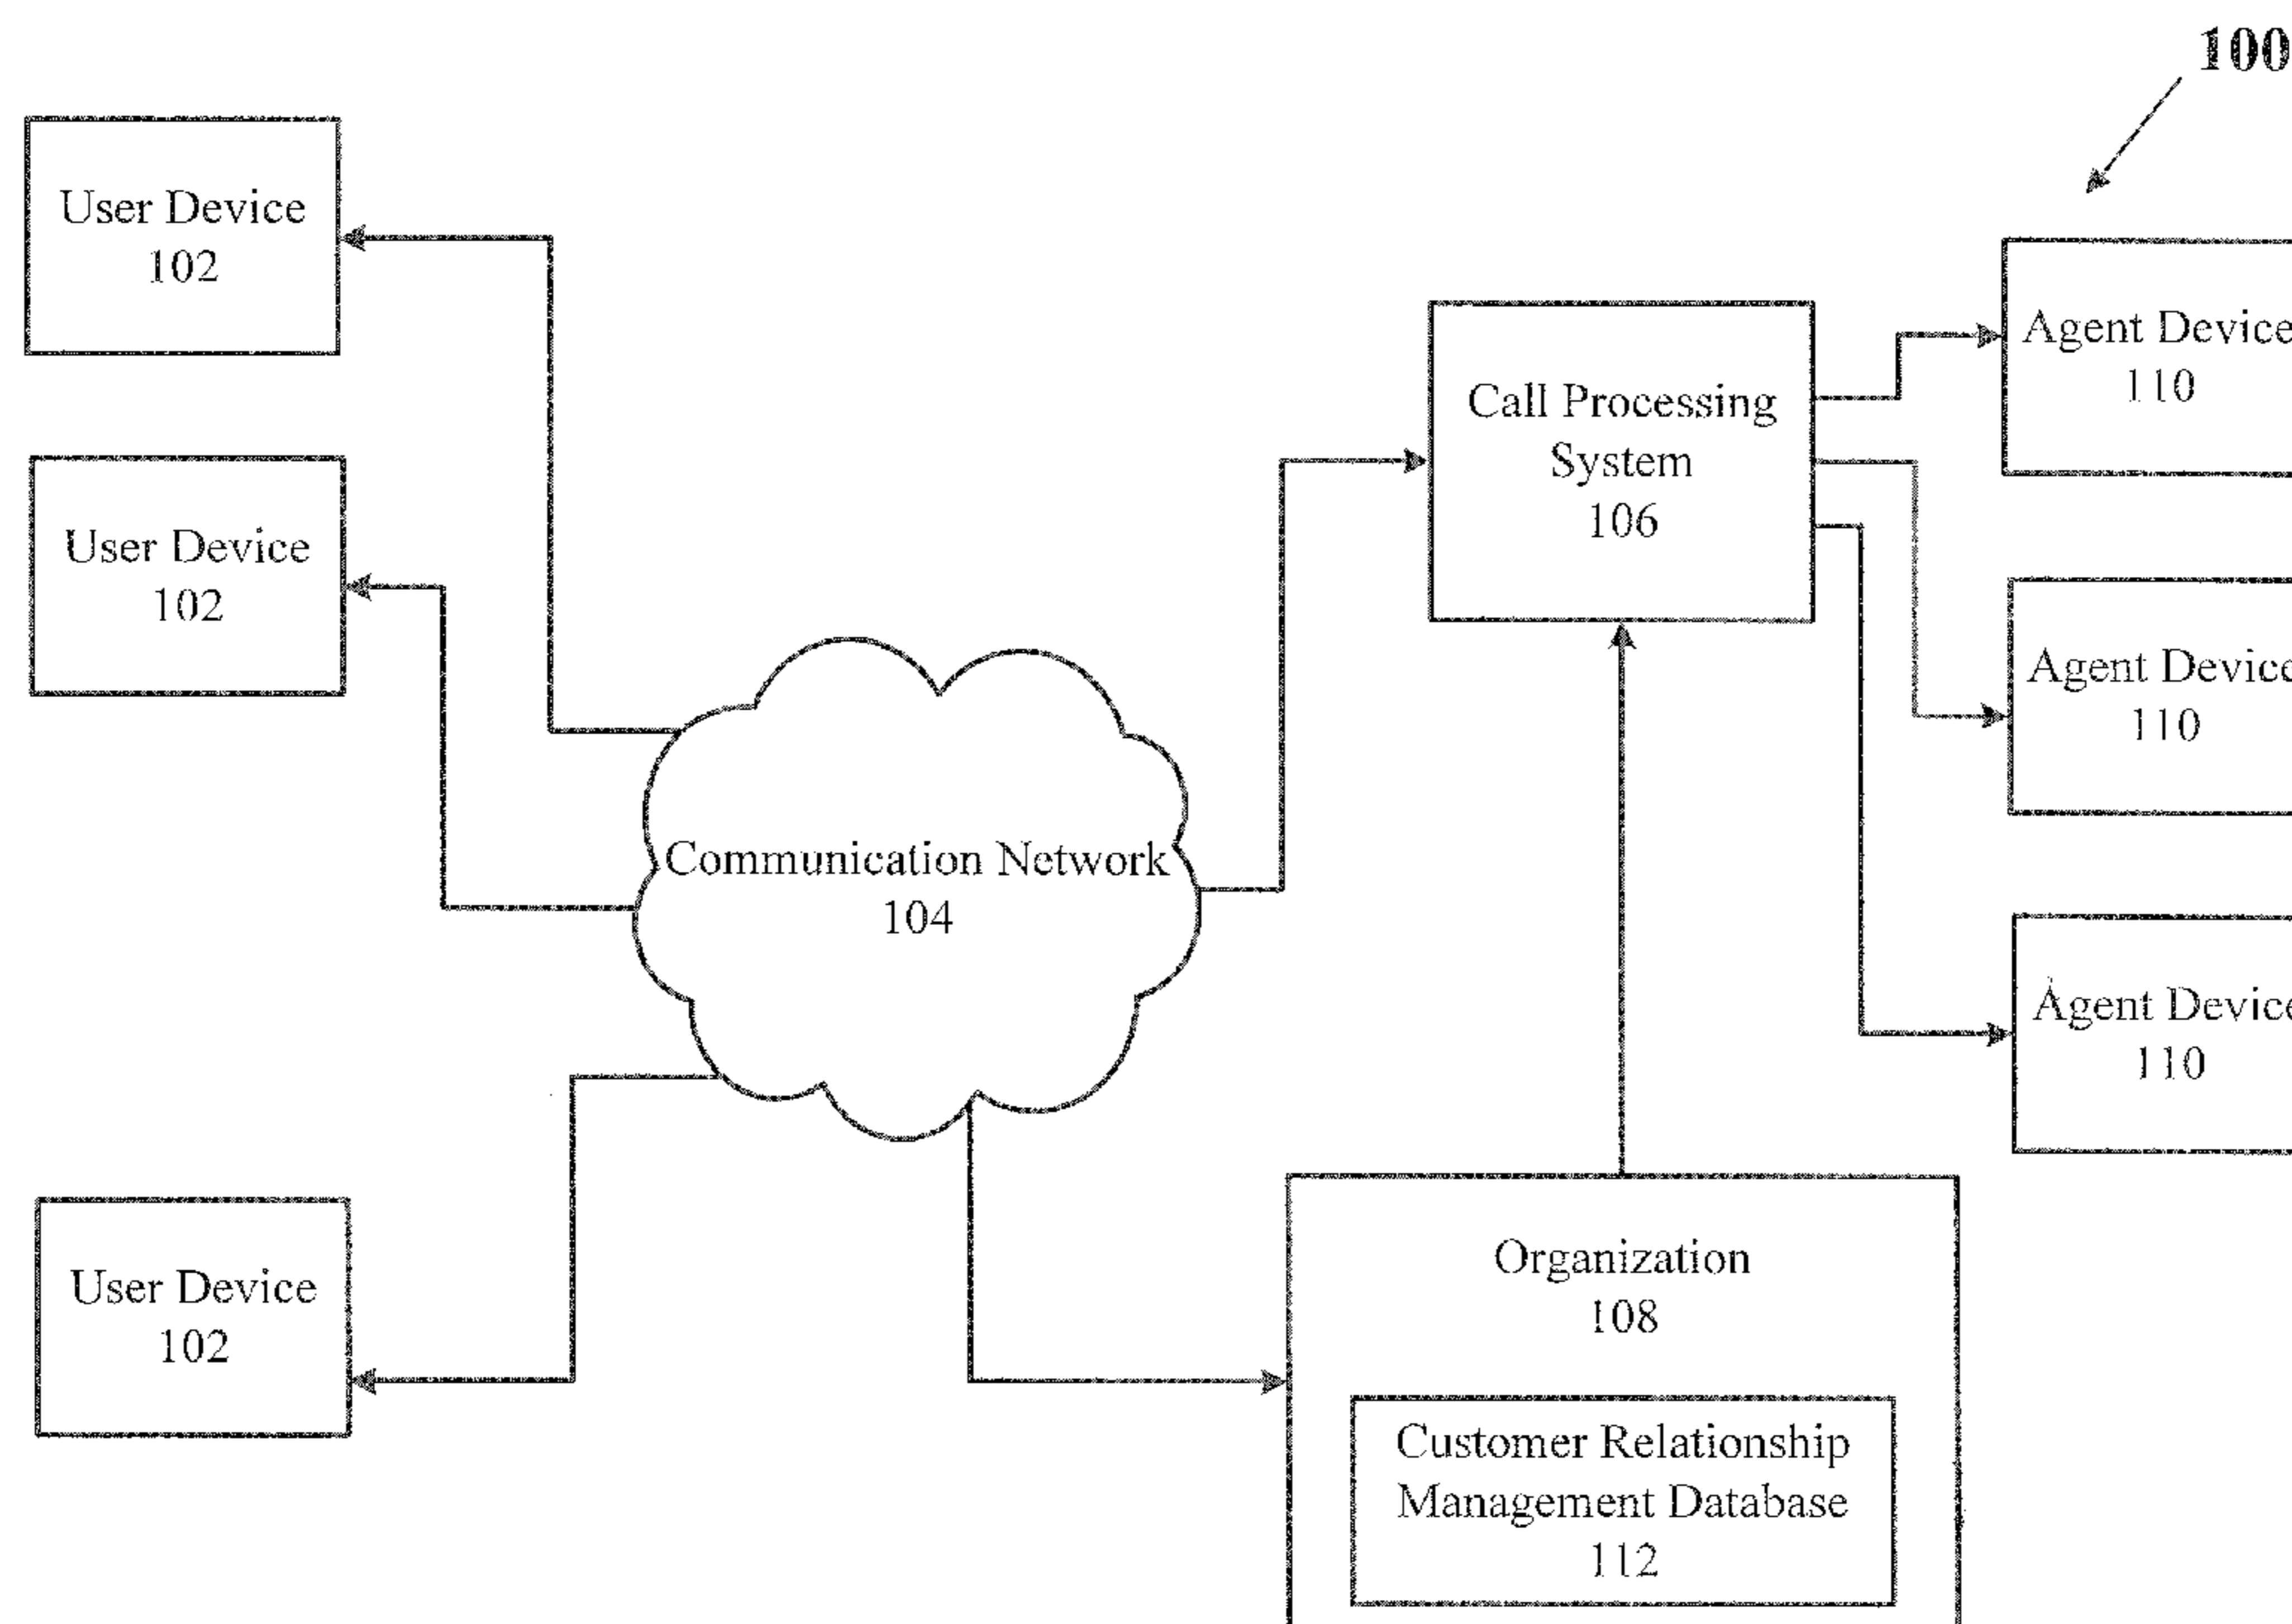 100
User Device
102
User Device
102
User Device
102
Communication Network
104
Call Processing
System
106
Agent Device
110
Agent Device
110
Agent Device
110
Organization
108
Customer Relationship
Management Database
112